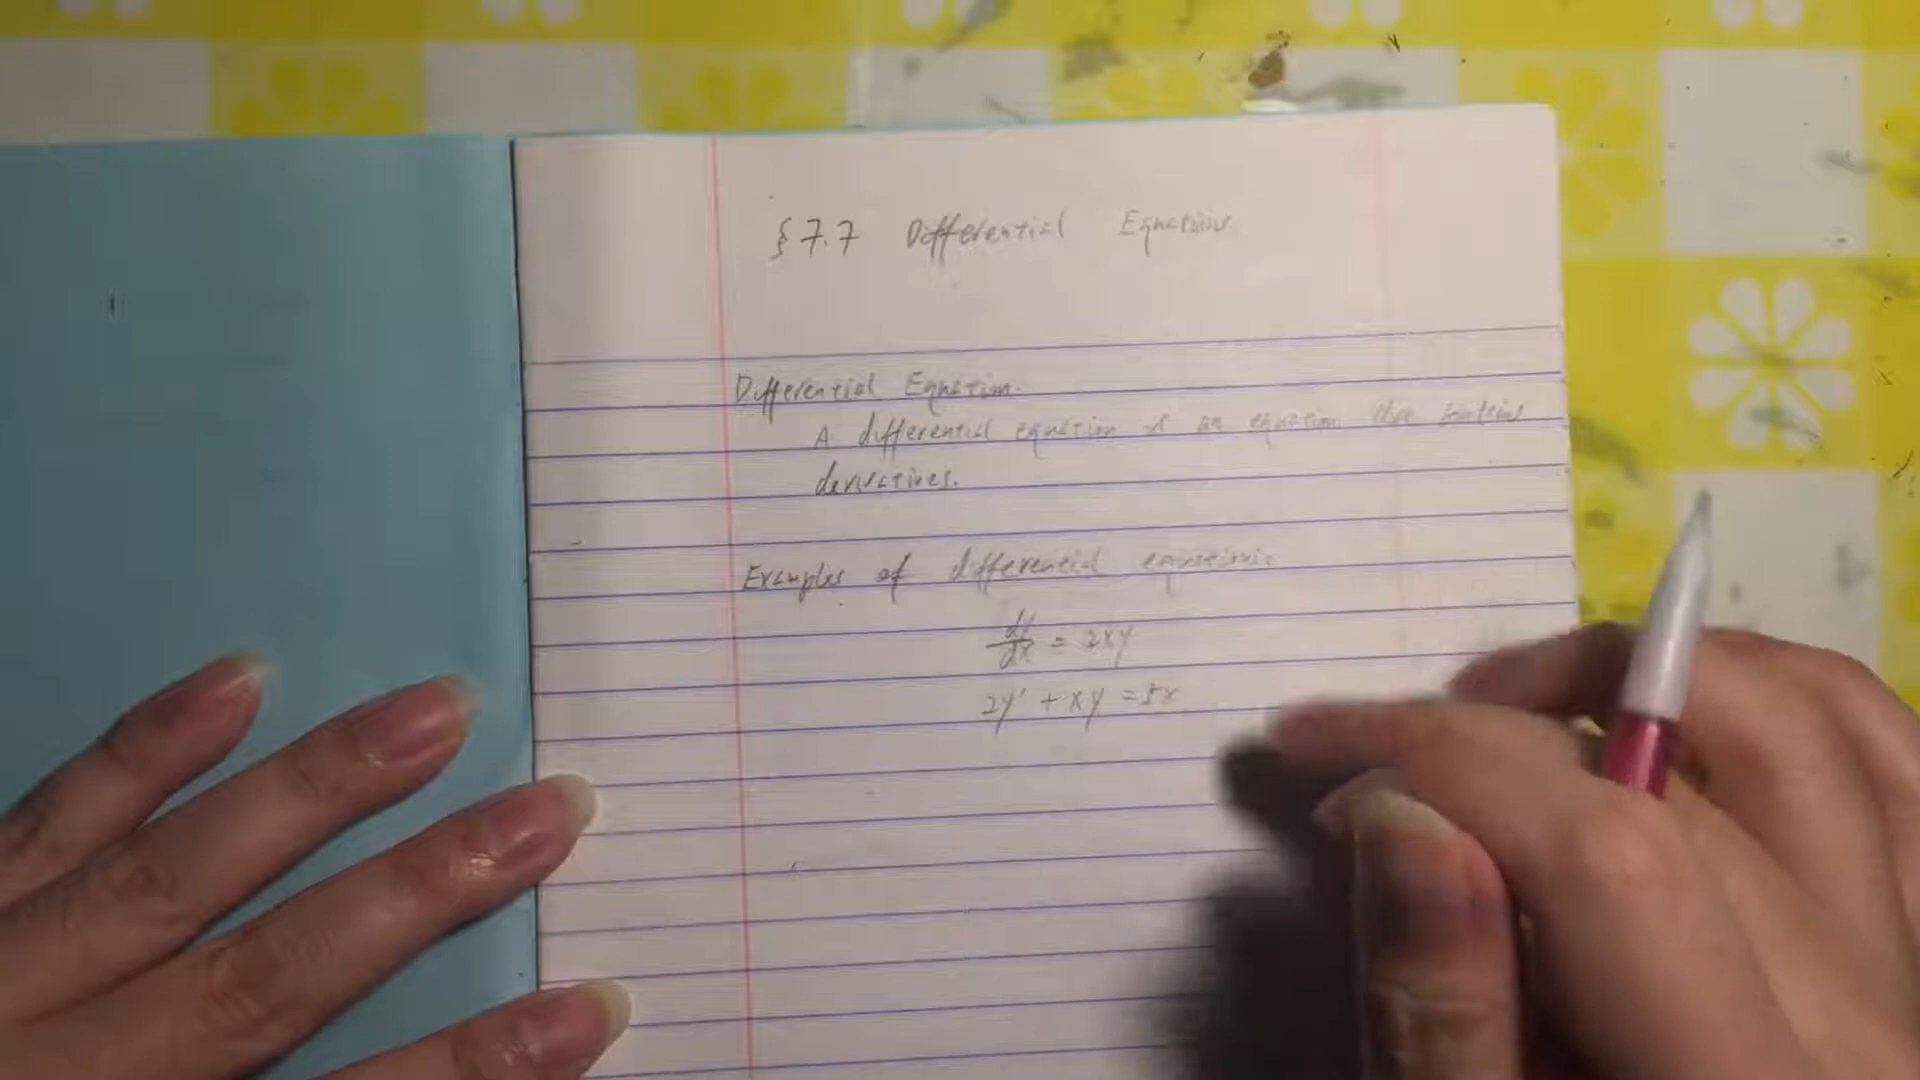 § 7.7 Differential Equations
Differential Equation.
A differential equation is an equation that contains
derivatives.
Examples of differential equations:
dy/dx = 2xy
2y' + xy = 5x